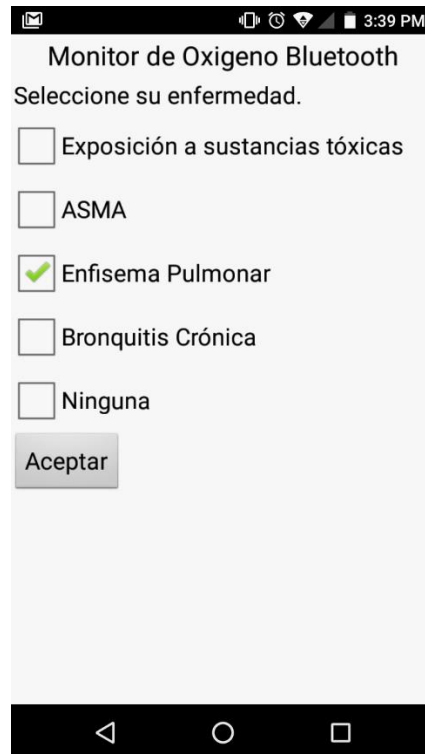 3:39 PM
Monitor de Oxigeno Bluetooth
Seleccione su enfermedad.
Exposición a sustancias tóxicas
ASMA
Enfisema Pulmonar
Bronquitis Crónica
Ninguna
Aceptar